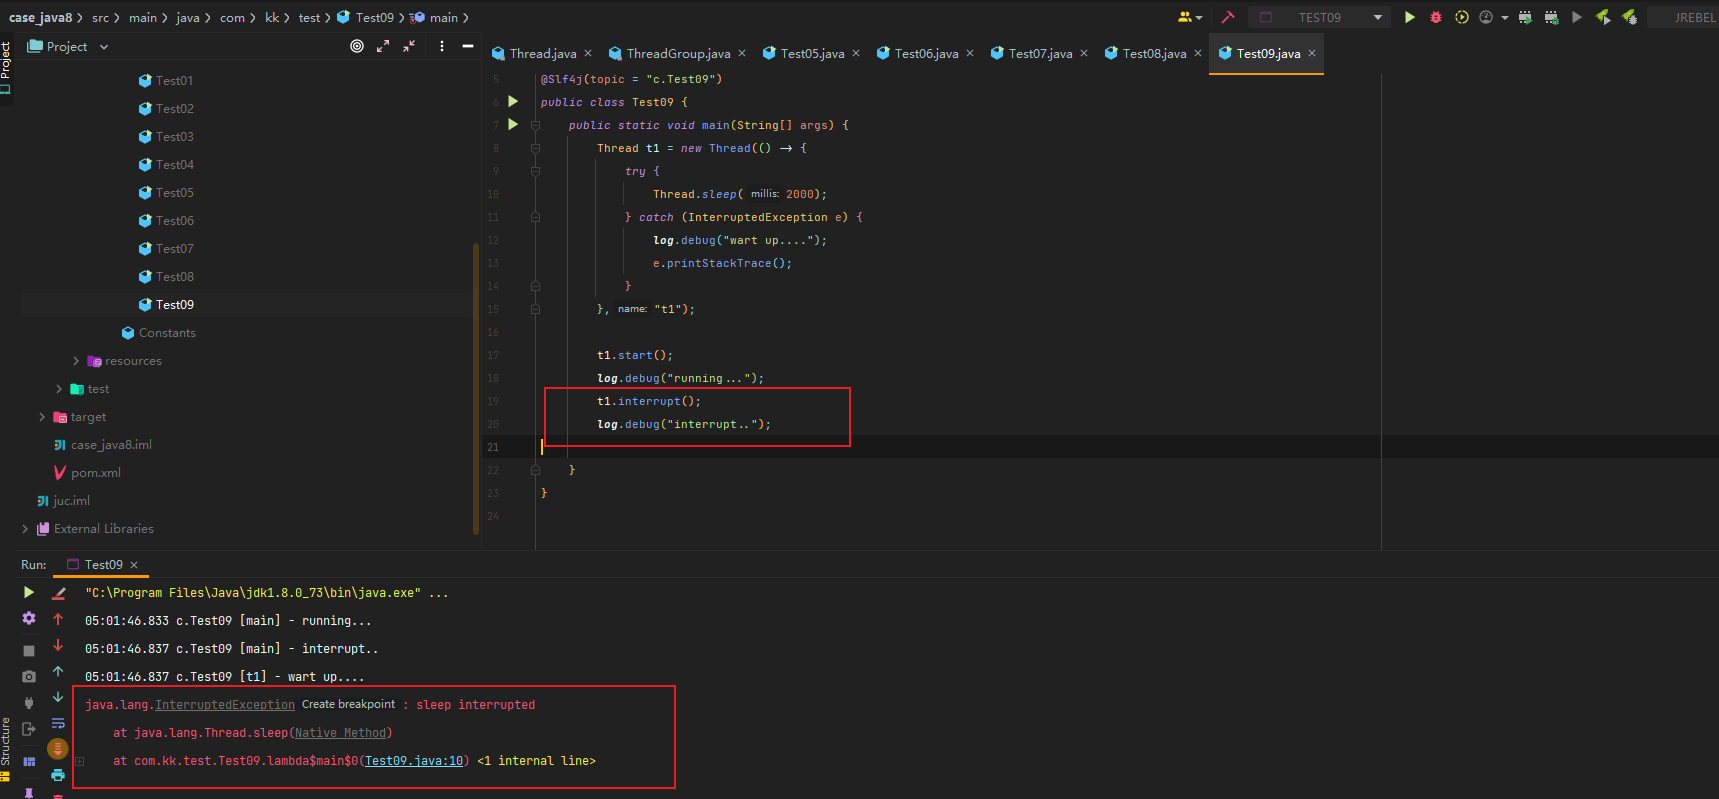 case_java8 › src › main › java › com › kk › test › Test09 › main ›
TEST09
JREBEL
Project
Project
Thread.java ×
ThreadGroup.java ×
Test05.java ×
Test06.java ×
Test07.java ×
Test08.java ×
Test09.java ×
Test01
Test02
Test03
Test04
Test05
Test06
Test07
Test08
Test09
Constants
resources
test
target
case_java8.iml
pom.xml
juc.iml
External Libraries
5 @Slf4j(topic = "c.Test09")
6 public class Test09 {
7 public static void main(String[] args) {
8 Thread t1 = new Thread(() → {
9 try {
10 Thread.sleep( millis: 2000);
11 } catch (InterruptedException e) {
12 log.debug("wart up....");
13 e.printStackTrace();
14 }
15 }, name: "t1");
16
17 t1.start();
18 log.debug("running...");
19 t1.interrupt();
20 log.debug("interrupt..");
21
22 }
23 }
24
Run: Test09 ×
"C:\Program Files\Java\jdk1.8.0_73\bin\java.exe" ...
05:01:46.833 c.Test09 [main] - running...
05:01:46.837 c.Test09 [main] - interrupt..
05:01:46.837 c.Test09 [t1] - wart up....
java.lang.InterruptedException Create breakpoint : sleep interrupted
at java.lang.Thread.sleep(Native Method)
at com.kk.test.Test09.lambda$main$0(Test09.java:10) <1 internal line>
Structure